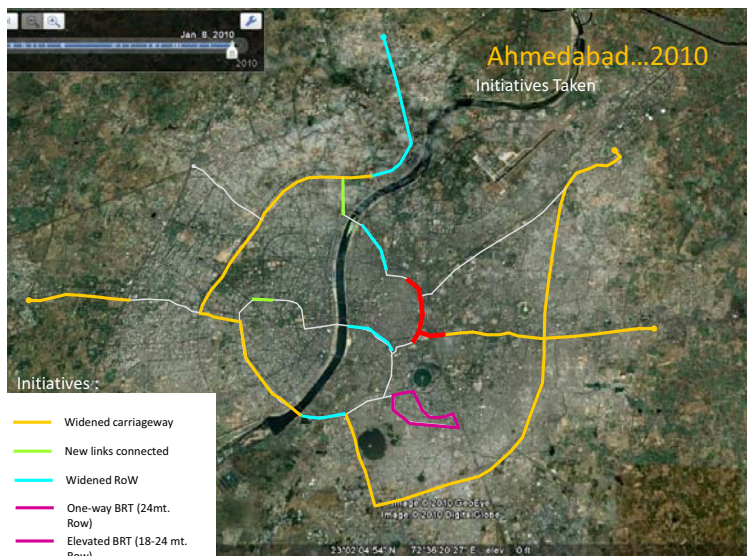 Jan 8, 2010
2010
Ahmedabad...2010
Initiatives Taken
Initiatives :
Widened carriageway
New links connected
Widened RoW
One-way BRT (24mt.
Row)
Elevated BRT (18-24 mt.
Row)
Image © 2010 GeoEye
Image © 2010 DigitalGlobe
23°02'04.54" N 72°36'20.27" E elev 0 ft